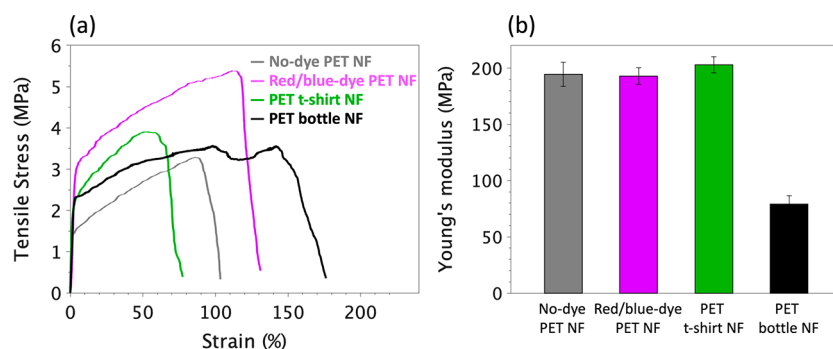 (a)
Tensile Stress (MPa)
6
5
4
3
2
1
0
0
50
100
150
200
Strain (%)
No-dye PET NF
Red/blue-dye PET NF
PET t-shirt NF
PET bottle NF
(b)
Young's modulus (MPa)
200
150
100
50
0
No-dye
PET NF
Red/blue-dye
PET NF
PET
t-shirt NF
PET
bottle NF